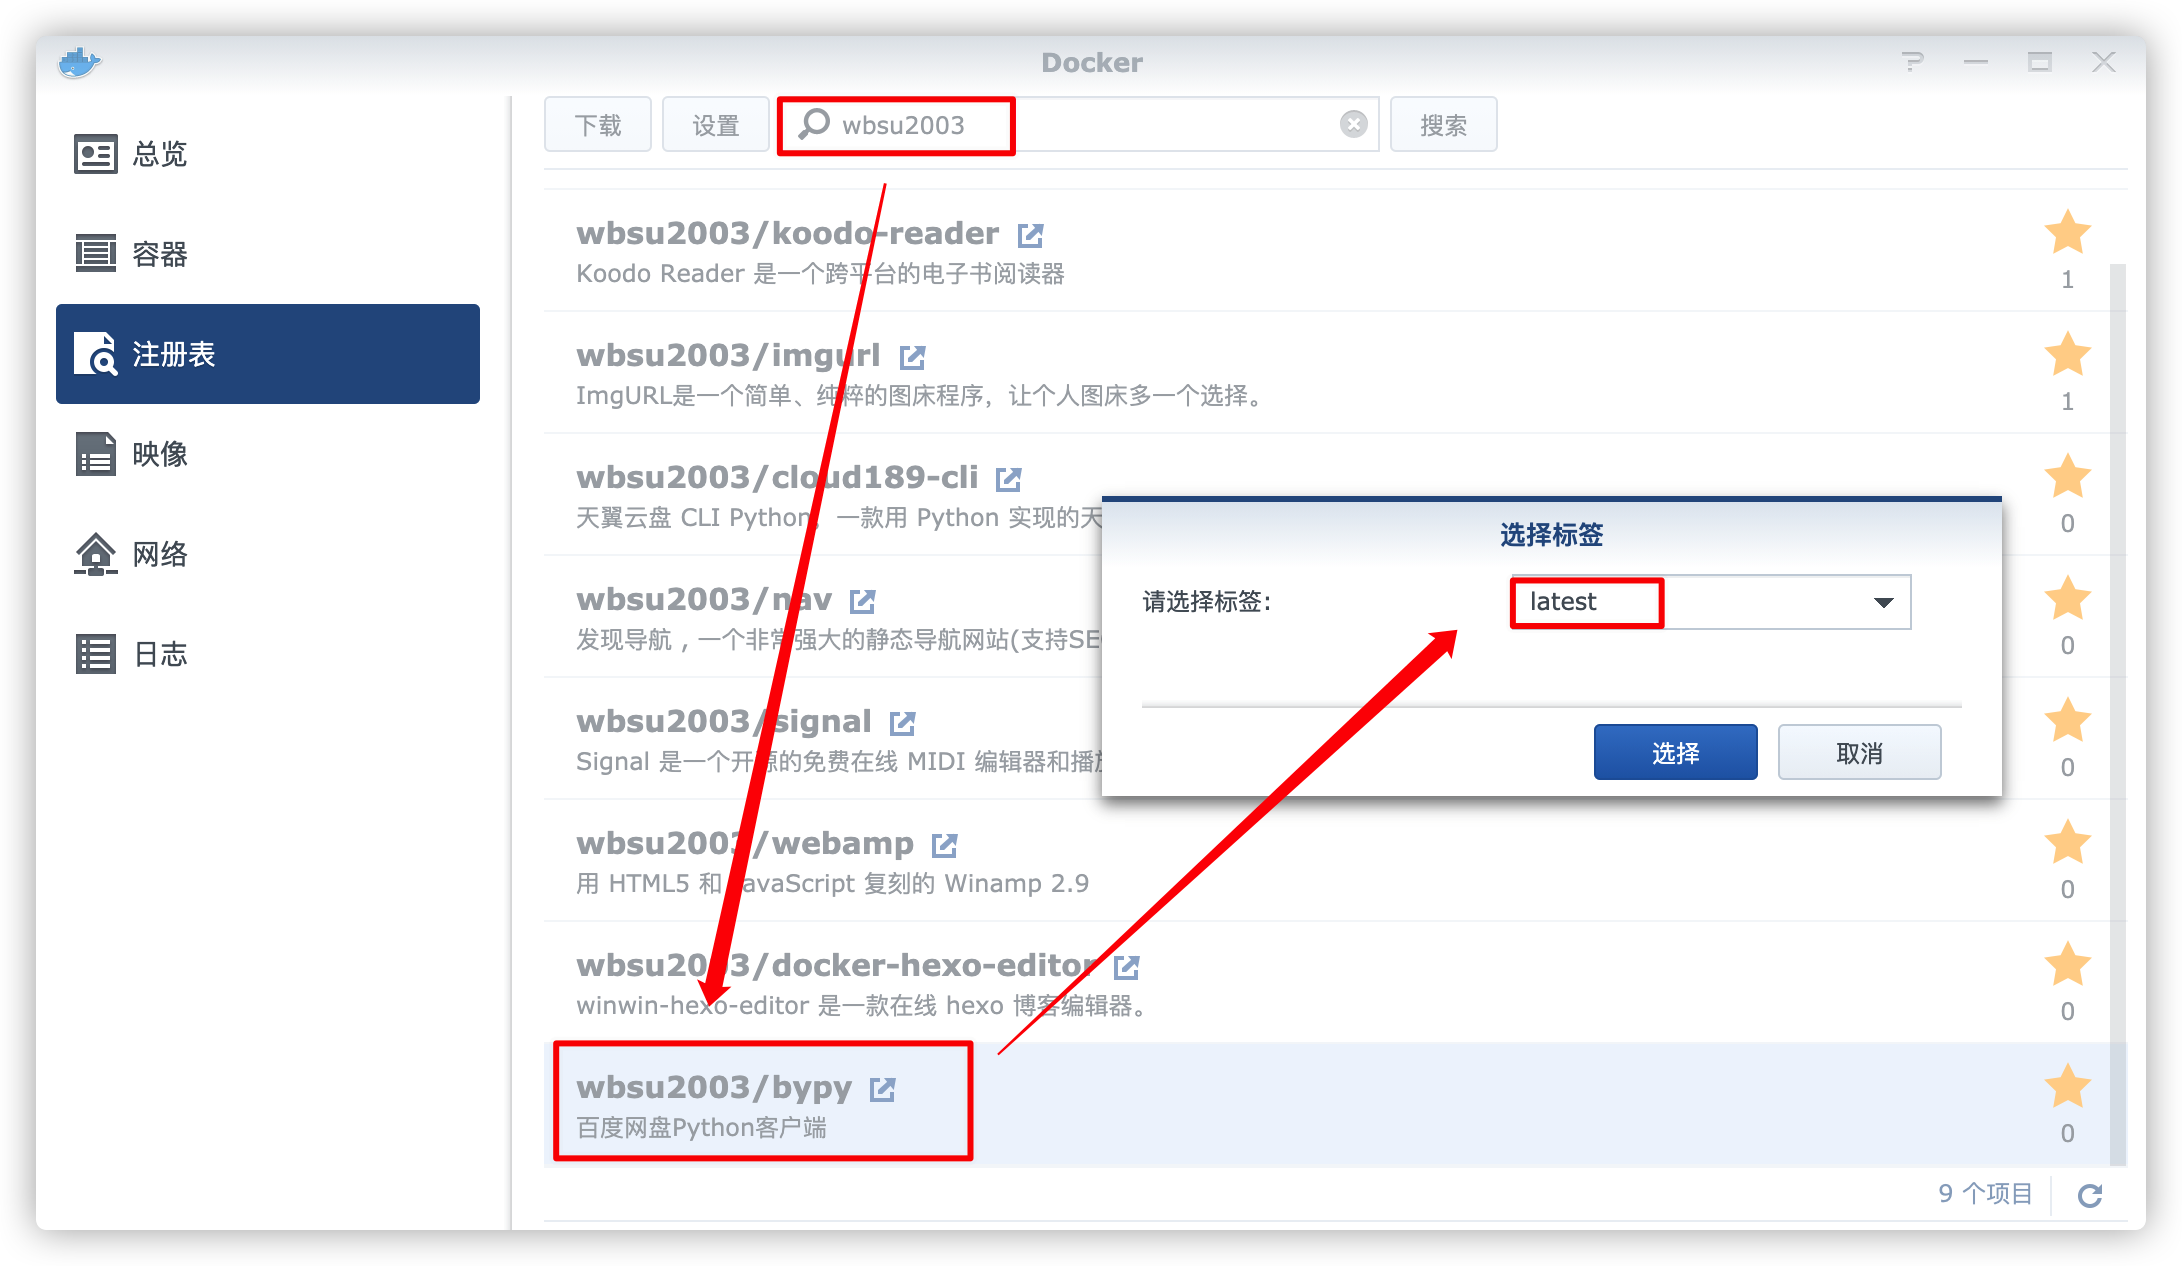 Docker
总览
容器
注册表
映像
网络
日志
下载
设置
wbsu2003
搜索
wbsu2003/koodo-reader
Koodo Reader 是一个跨平台的电子书阅读器
1
wbsu2003/imgurl
ImgURL是一个简单、纯粹的图床程序，让个人图床多一个选择。
1
wbsu2003/cloud189-cli
天翼云盘 CLI Python，一款用 Python 实现的天
0
wbsu2003/nav
发现导航，一个非常强大的静态导航网站(支持SEO
0
wbsu2003/signal
Signal 是一个开源的免费在线 MIDI 编辑器和播放
0
wbsu2003/webamp
用 HTML5 和 JavaScript 复刻的 Winamp 2.9
0
wbsu2003/docker-hexo-editor
winwin-hexo-editor 是一款在线 hexo 博客编辑器。
0
wbsu2003/bypy
百度网盘Python客户端
0
9 个项目
选择标签
请选择标签:
latest
选择
取消